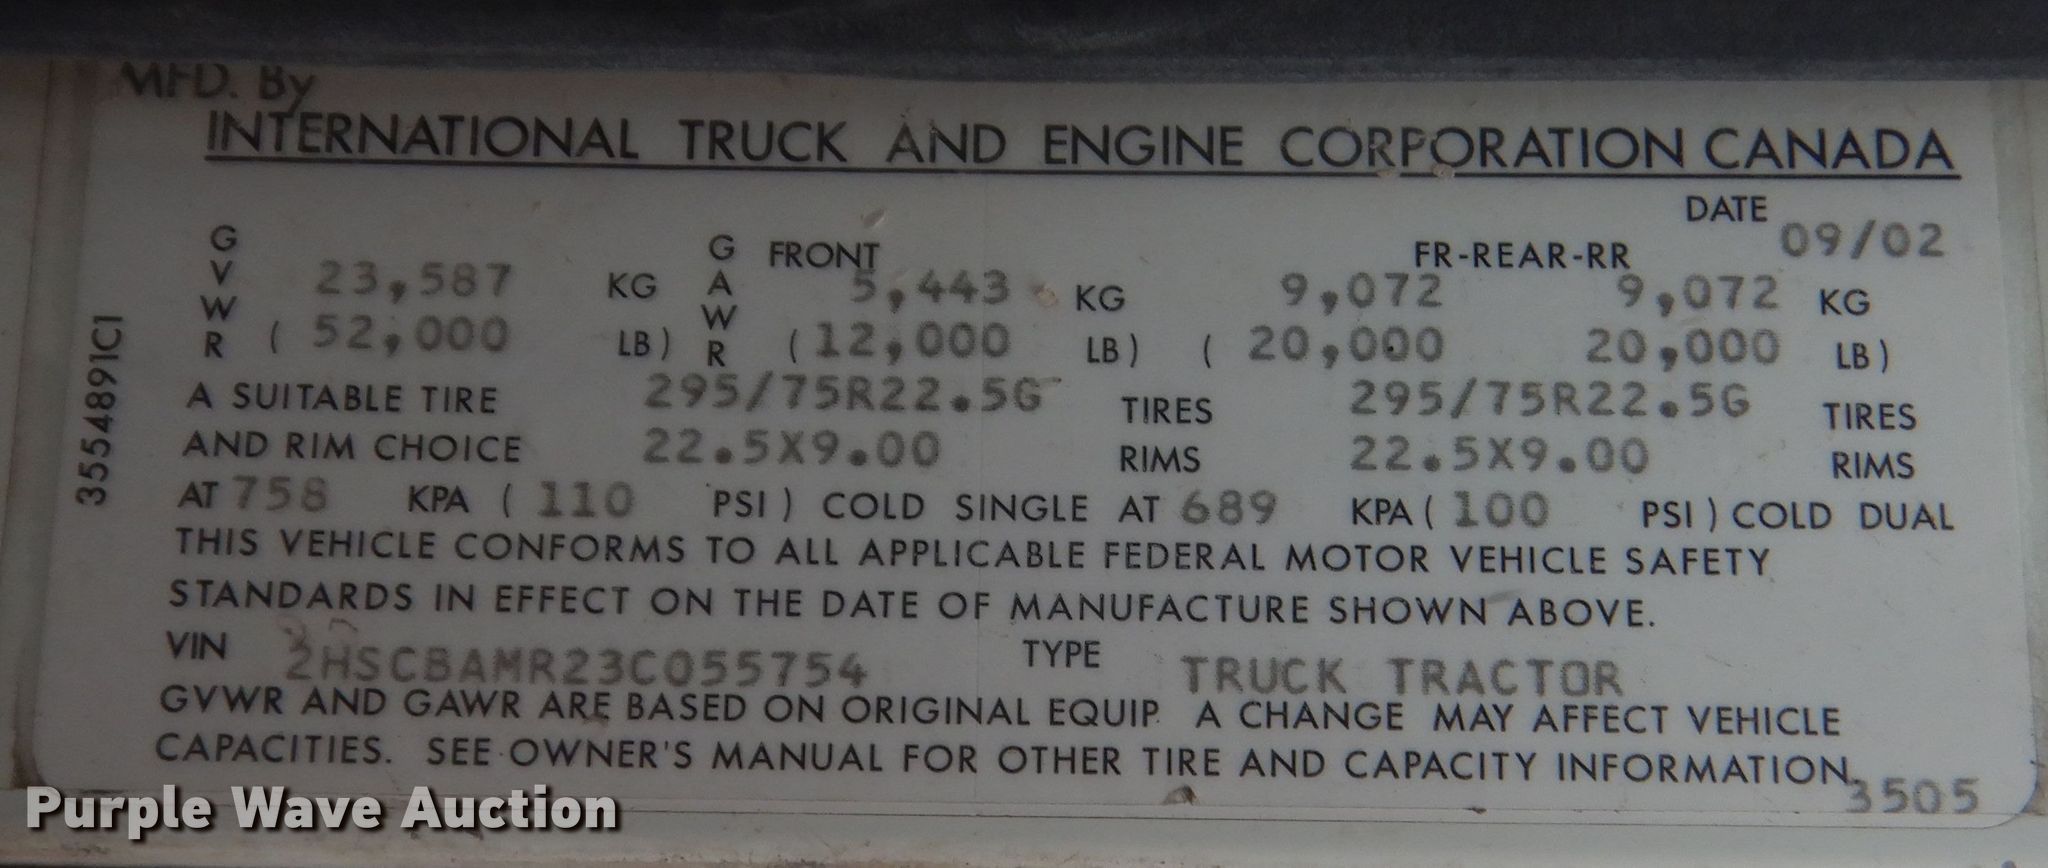 MFD. By
INTERNATIONAL TRUCK AND ENGINE CORPORATION CANADA
DATE
09/02
GVWR 23,587 KG GAWR FRONT 5,443 KG FR-REAR-RR 9,072 9,072 KG
( 52,000 LB) (12,000 LB) ( 20,000 20,000 LB)
A SUITABLE TIRE 295/75R22.5G TIRES 295/75R22.5G TIRES
AND RIM CHOICE 22.5X9.00 RIMS 22.5X9.00 RIMS
AT 758 KPA ( 110 PSI) COLD SINGLE AT 689 KPA( 100 PSI) COLD DUAL
THIS VEHICLE CONFORMS TO ALL APPLICABLE FEDERAL MOTOR VEHICLE SAFETY
STANDARDS IN EFFECT ON THE DATE OF MANUFACTURE SHOWN ABOVE.
VIN 2HSCBAMR23C055754 TYPE TRUCK TRACTOR
GVWR AND GAWR ARE BASED ON ORIGINAL EQUIP. A CHANGE MAY AFFECT VEHICLE
CAPACITIES. SEE OWNER'S MANUAL FOR OTHER TIRE AND CAPACITY INFORMATION.
3505
3554891C1
Purple Wave Auction